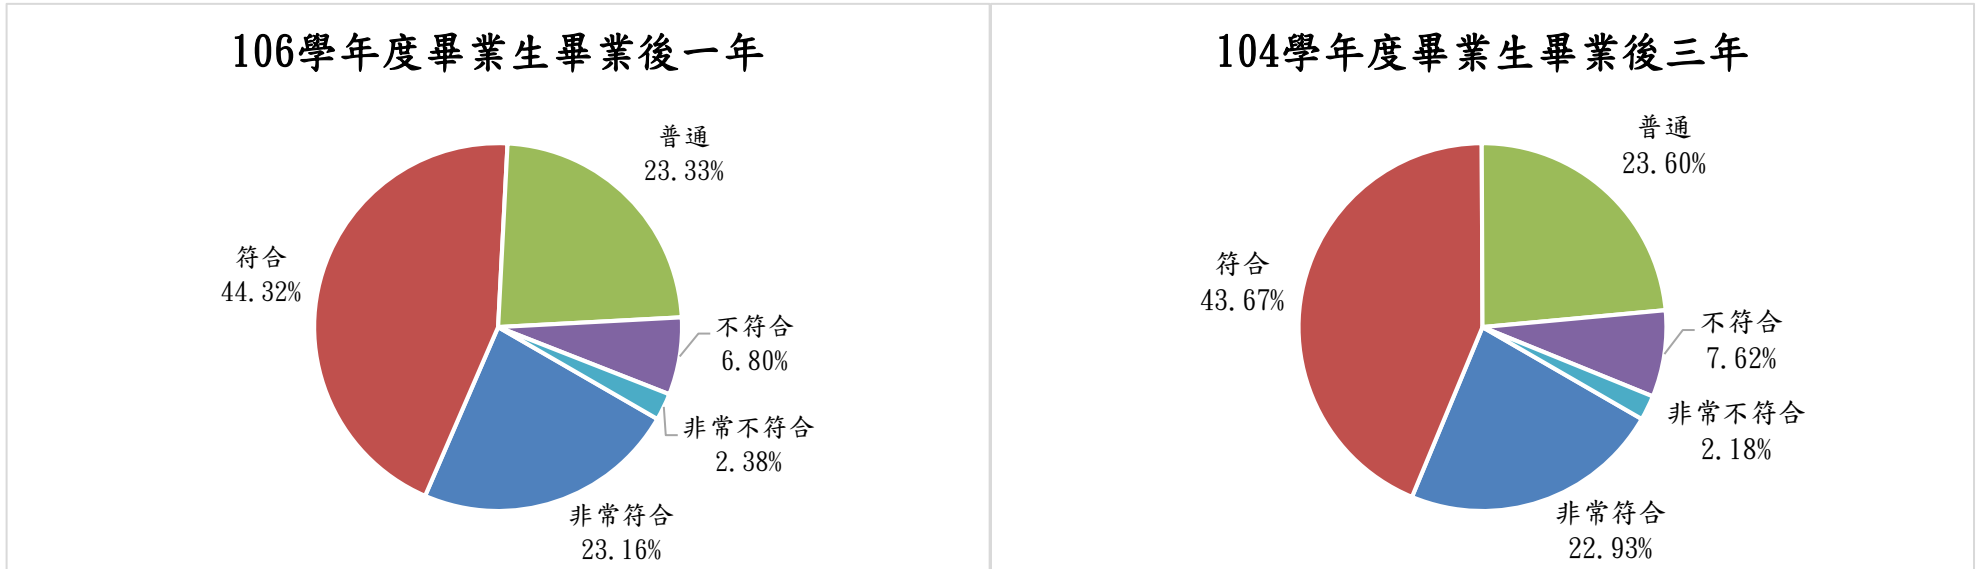 106學年度畢業生畢業後一年
普通
23.33%
符合
44.32%
不符合
6.80%
非常不符合
2.38%
非常符合
23.16%
104學年度畢業生畢業後三年
普通
23.60%
符合
43.67%
不符合
7.62%
非常不符合
2.18%
非常符合
22.93%